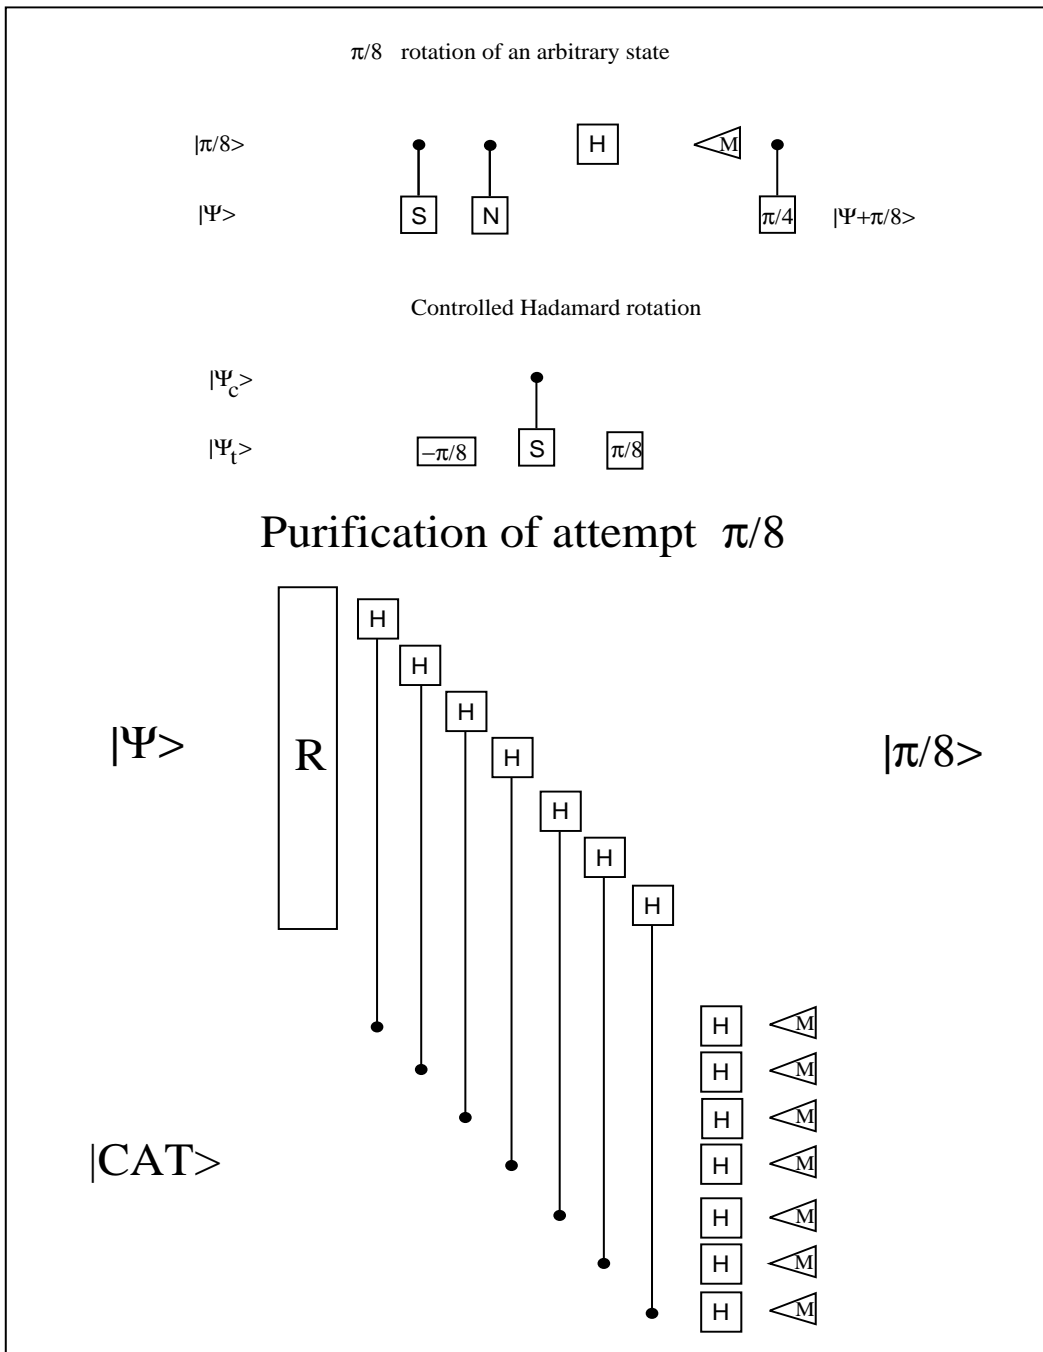 π/8 rotation of an arbitrary state
|π/8> H M
|Ψ> S N π/4 |Ψ+π/8>
Controlled Hadamard rotation
|Ψc>
|Ψt> −π/8 S π/8
Purification of attempt π/8
H
H
H
|Ψ> R H |π/8>
H
H
H
H M
H M
H M
|CAT> H M
H M
H M
H M